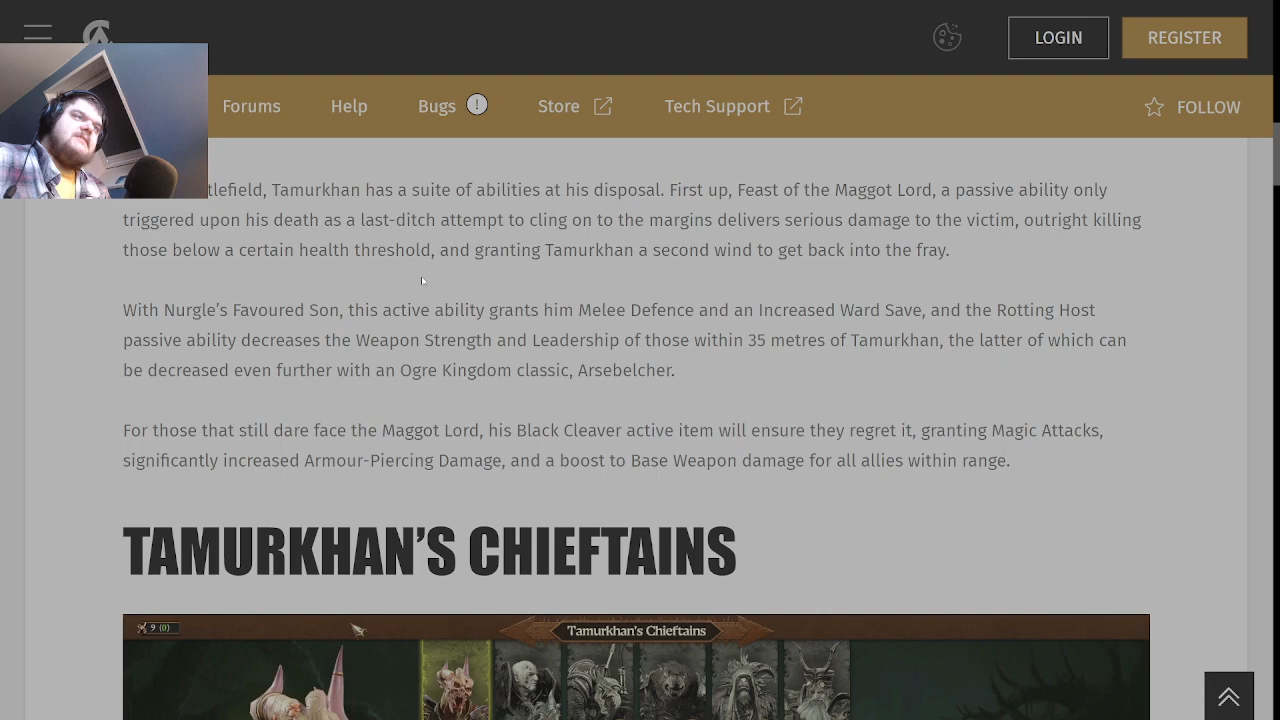 LOGIN
REGISTER
Forums
Help
Bugs
!
Store
Tech Support
FOLLOW
Tamurkhan has a suite of abilities at his disposal. First up, Feast of the Maggot Lord, a passive ability only
triggered upon his death as a last-ditch attempt to cling on to the margins delivers serious damage to the victim, outright killing
those below a certain health threshold, and granting Tamurkhan a second wind to get back into the fray.
With Nurgle’s Favoured Son, this active ability grants him Melee Defence and an Increased Ward Save, and the Rotting Host
passive ability decreases the Weapon Strength and Leadership of those within 35 metres of Tamurkhan, the latter of which can
be decreased even further with an Ogre Kingdom classic, Arsebelcher.
For those that still dare face the Maggot Lord, his Black Cleaver active item will ensure they regret it, granting Magic Attacks,
significantly increased Armour-Piercing Damage, and a boost to Base Weapon damage for all allies within range.
TAMURKHAN’S CHIEFTAINS
9 (0)
Tamurkhan's Chieftains